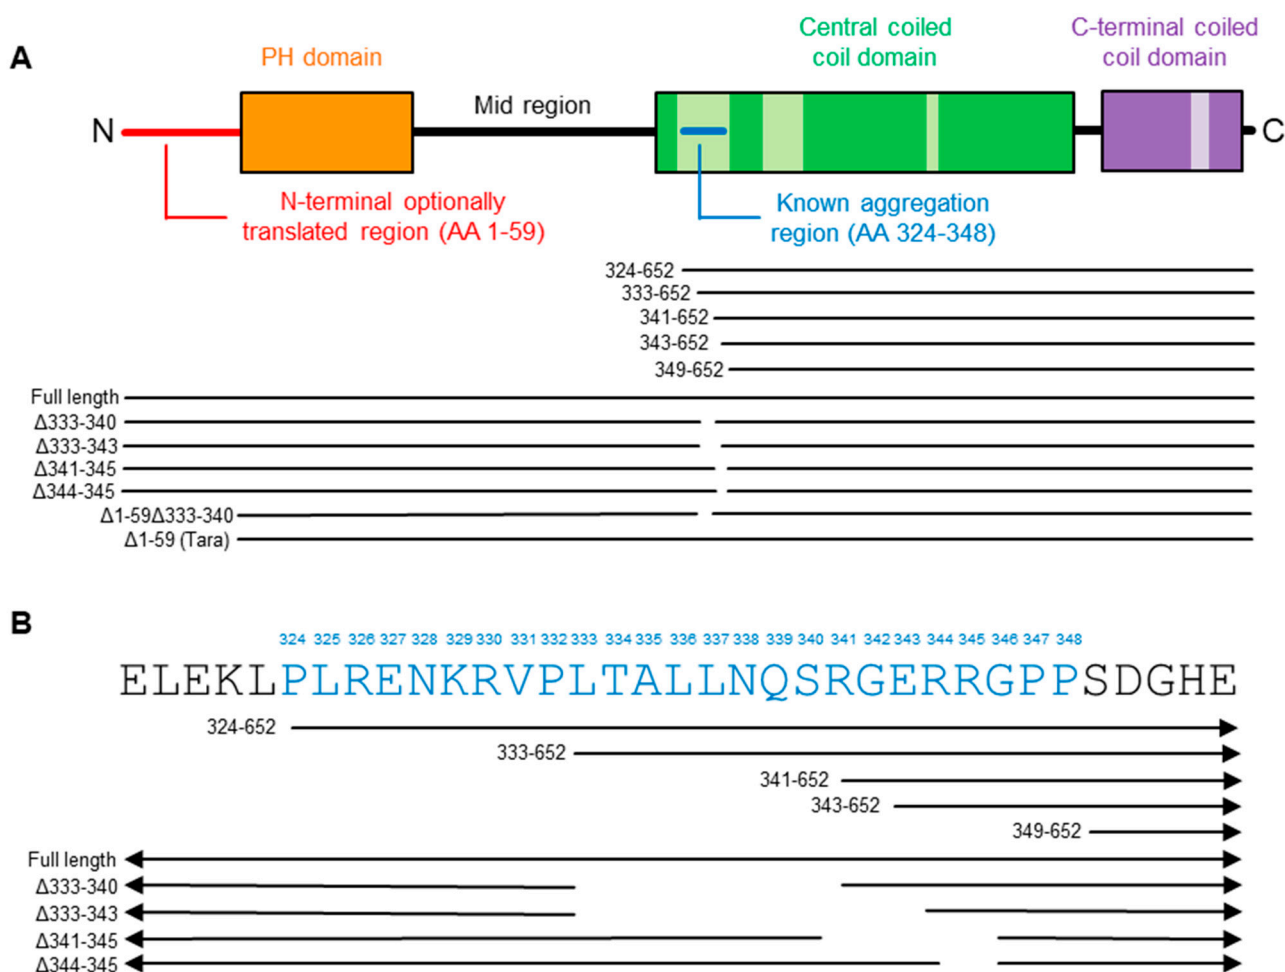 A
PH domain
Central coiled
coil domain
C-terminal coiled
coil domain
N
Mid region
C
N-terminal optionally
translated region (AA 1-59)
Known aggregation
region (AA 324-348)
324-652
333-652
341-652
343-652
349-652
Full length
Δ333-340
Δ333-343
Δ341-345
Δ344-345
Δ1-59Δ333-340
Δ1-59 (Tara)
B
324 325 326 327 328 329 330 331 332 333 334 335 336 337 338 339 340 341 342 343 344 345 346 347 348
ELEKLPLRENKRVPLTALLNQSRGERRGPPSDGHE
324-652
333-652
341-652
343-652
349-652
Full length
Δ333-340
Δ333-343
Δ341-345
Δ344-345